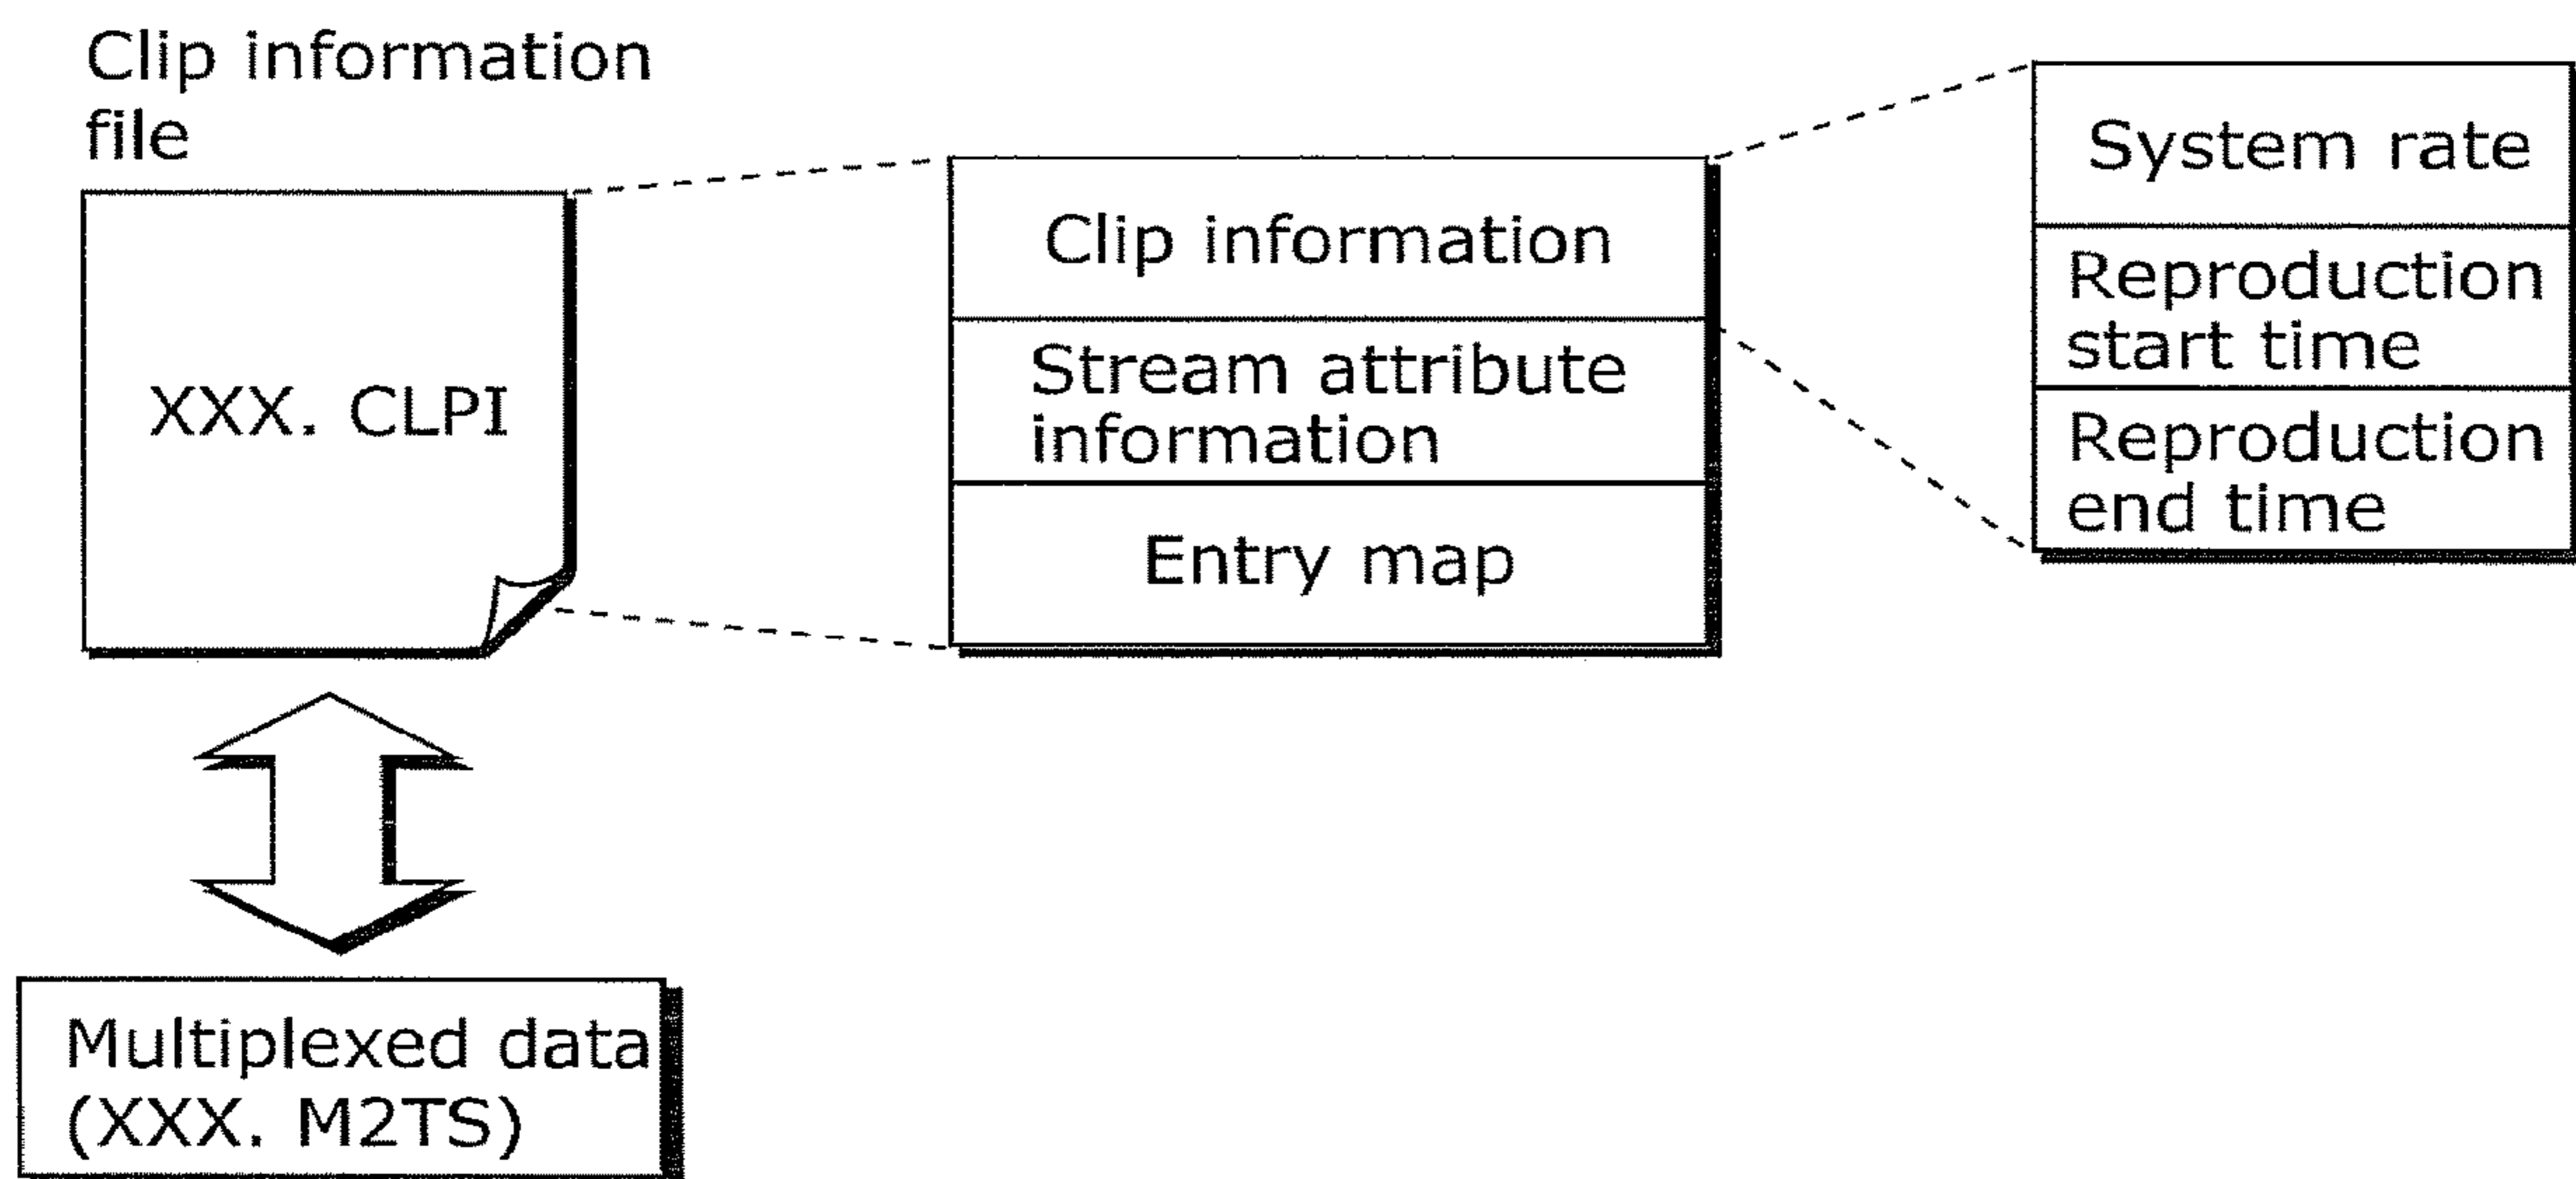 Clip information
file
XXX. CLPI
Clip information
Stream attribute
information
Entry map
System rate
Reproduction
start time
Reproduction
end time
Multiplexed data
(XXX. M2TS)